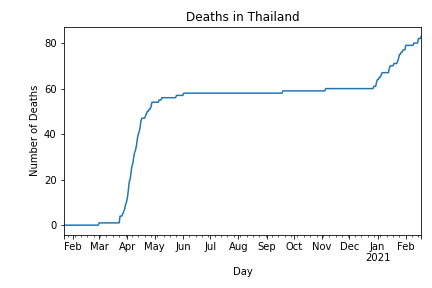 Deaths in Thailand
80
60
40
20
0
Number of Deaths
Feb Mar Apr May Jun Jul Aug Sep Oct Nov Dec Jan Feb
2021
Day